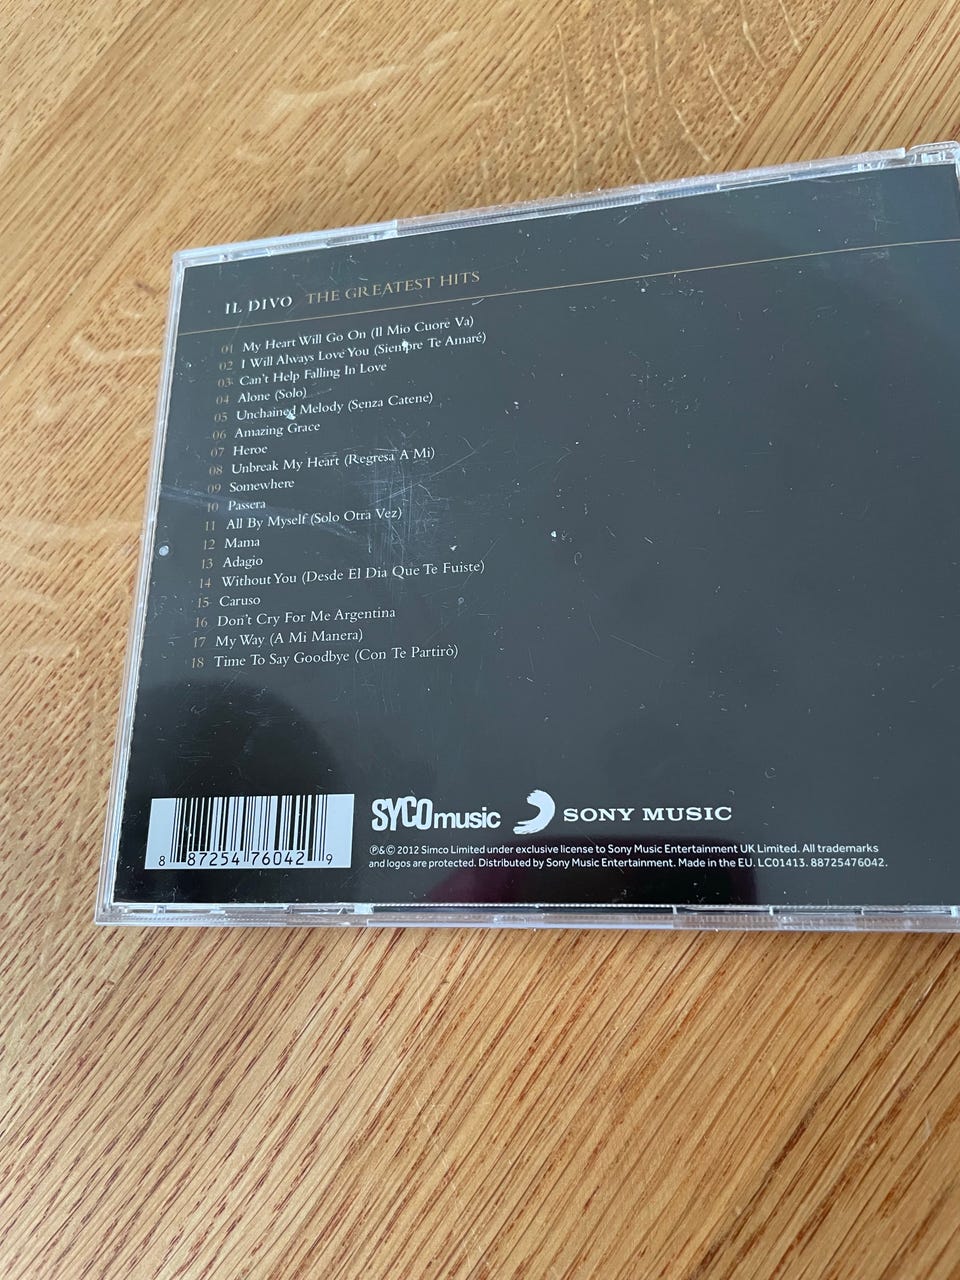 IL DIVO THE GREATEST HITS
01 My Heart Will Go On (Il Mio Cuore Va)
02 I Will Always Love You (Siempre Te Amaré)
03 Can't Help Falling In Love
04 Alone (Solo)
05 Unchained Melody (Senza Catene)
06 Amazing Grace
07 Heroe
08 Unbreak My Heart (Regresa A Mi)
09 Somewhere
10 Passera
11 All By Myself (Solo Otra Vez)
12 Mama
13 Adagio
14 Without You (Desde El Dia Que Te Fuiste)
15 Caruso
16 Don't Cry For Me Argentina
17 My Way (A Mi Manera)
18 Time To Say Goodbye (Con Te Partirò)
8 87254 76042 9
SYCOmusic SONY MUSIC
℗&© 2012 Simco Limited under exclusive license to Sony Music Entertainment UK Limited. All trademarks
and logos are protected. Distributed by Sony Music Entertainment. Made in the EU. LC01413. 88725476042.